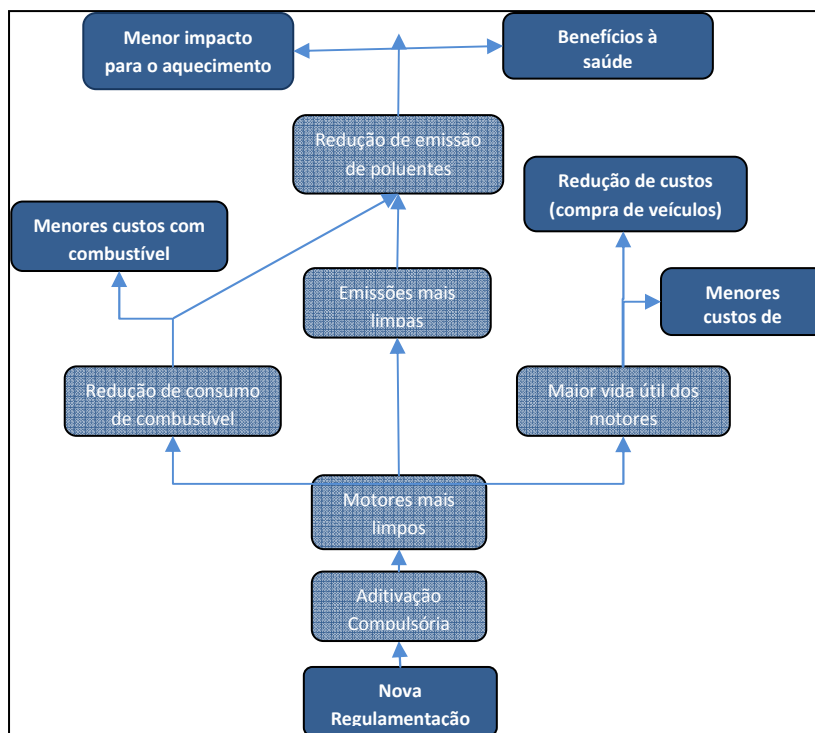 Menor impacto
para o aquecimento
Benefícios à
saúde
Redução de emissão
de poluentes
Redução de custos
(compra de veículos)
Menores custos com
combustível
Emissões mais
limpas
Menores
custos de
Redução de consumo
de combustível
Maior vida útil dos
motores
Motores mais
limpos
Aditivação
Compulsória
Nova
Regulamentação